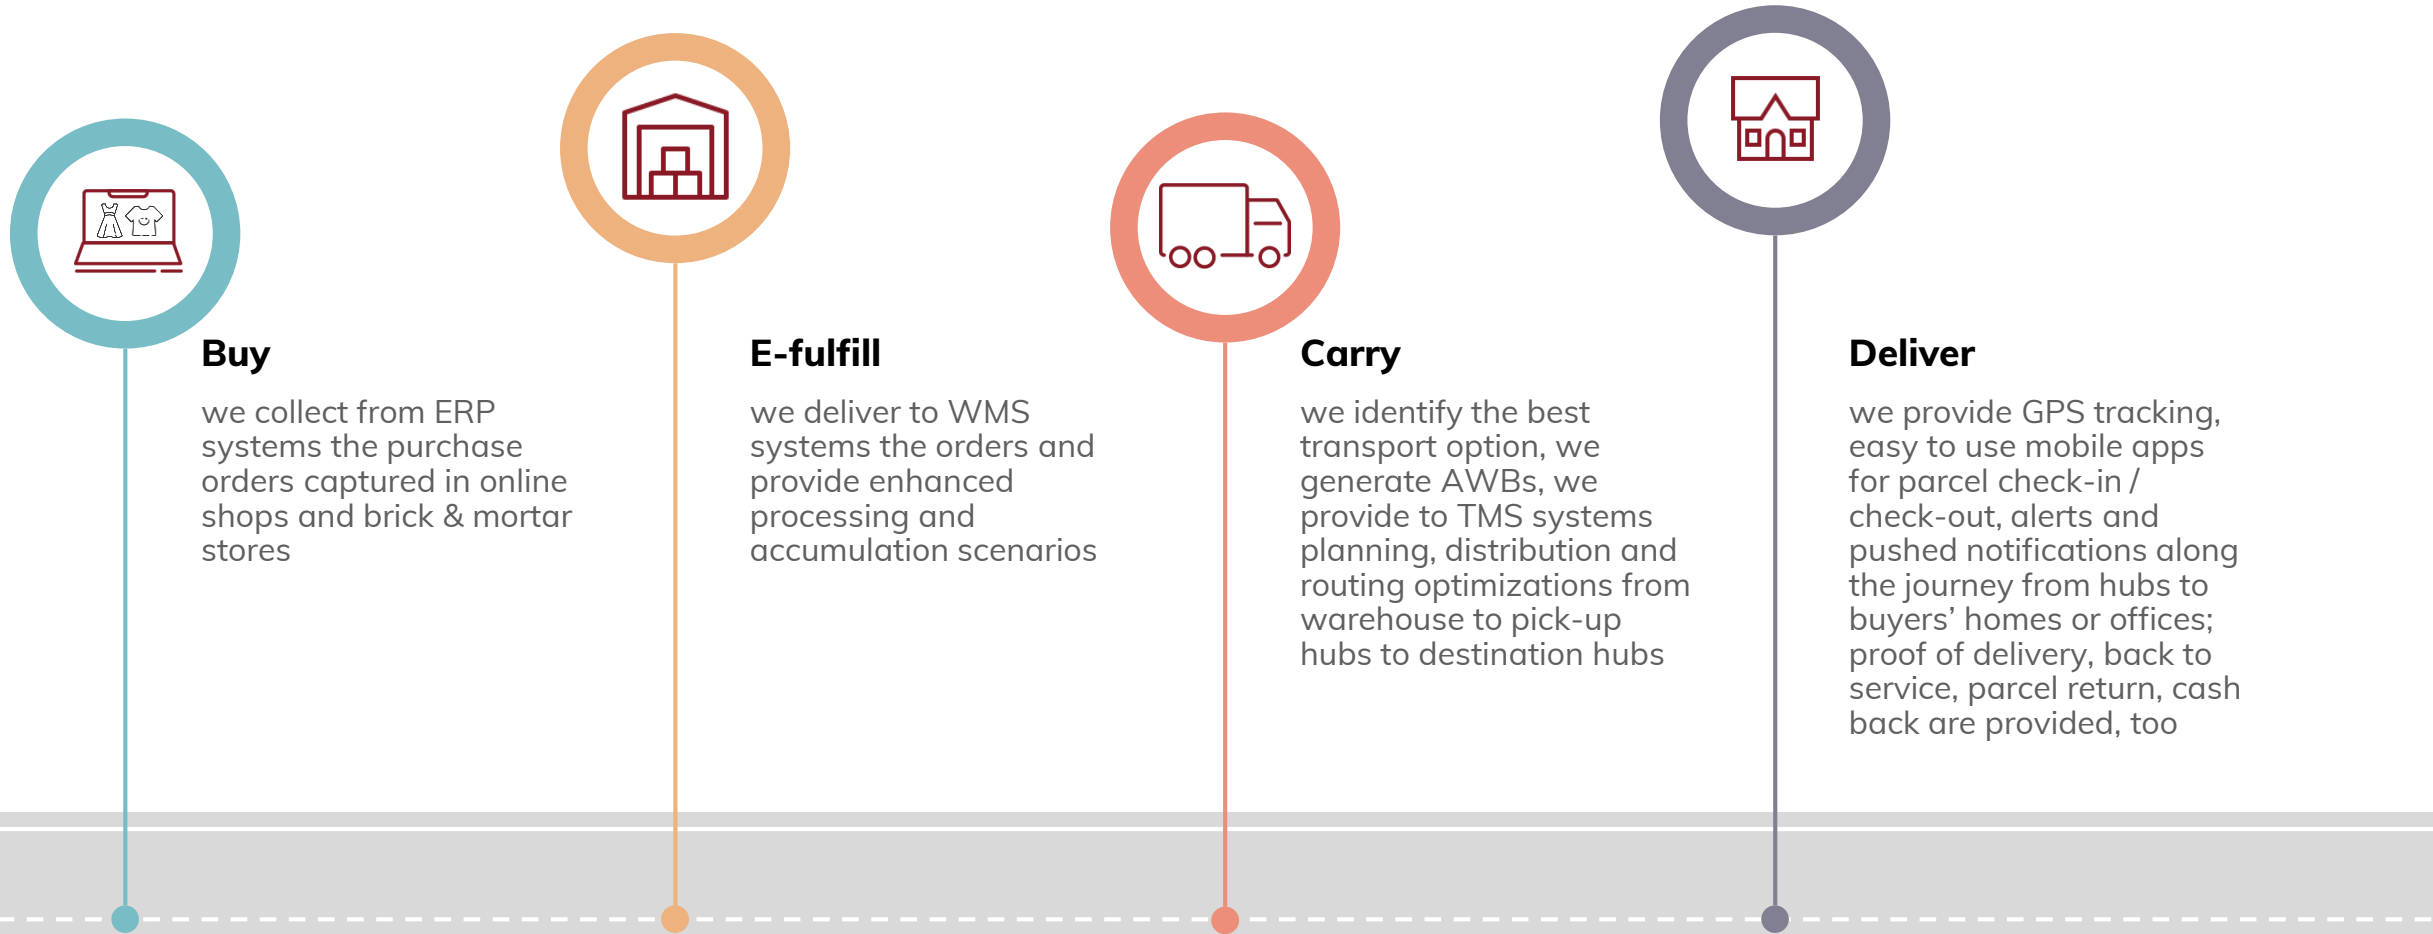 Buy
we collect from ERP
systems the purchase
orders captured in online
shops and brick & mortar
stores
E-fulfill
we deliver to WMS
systems the orders and
provide enhanced
processing and
accumulation scenarios
Carry
we identify the best
transport option, we
generate AWBs, we
provide to TMS systems
planning, distribution and
routing optimizations from
warehouse to pick-up
hubs to destination hubs
Deliver
we provide GPS tracking,
easy to use mobile apps
for parcel check-in /
check-out, alerts and
pushed notifications along
the journey from hubs to
buyers’ homes or offices;
proof of delivery, back to
service, parcel return, cash
back are provided, too